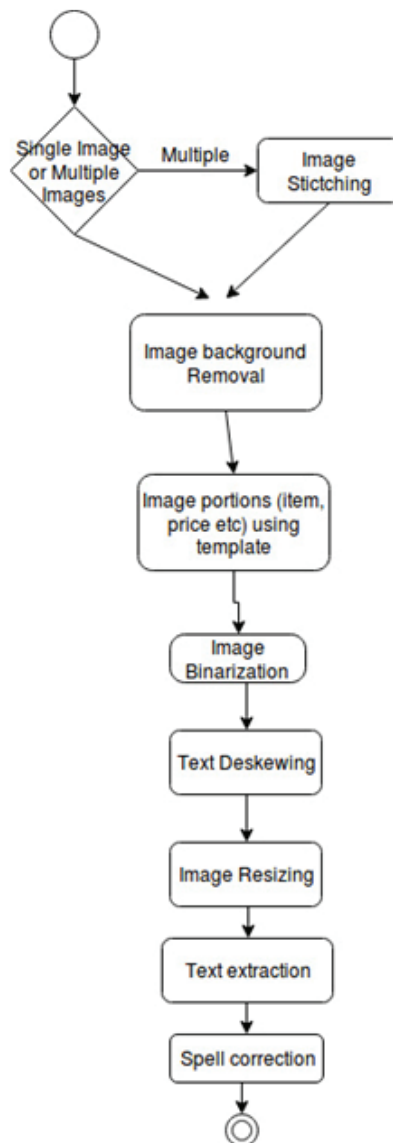 Single Image
or Multiple
Images
Multiple
Image
Stictching
Image background
Removal
Image portions (item,
price etc) using
template
Image
Binarization
Text Deskewing
Image Resizing
Text extraction
Spell correction